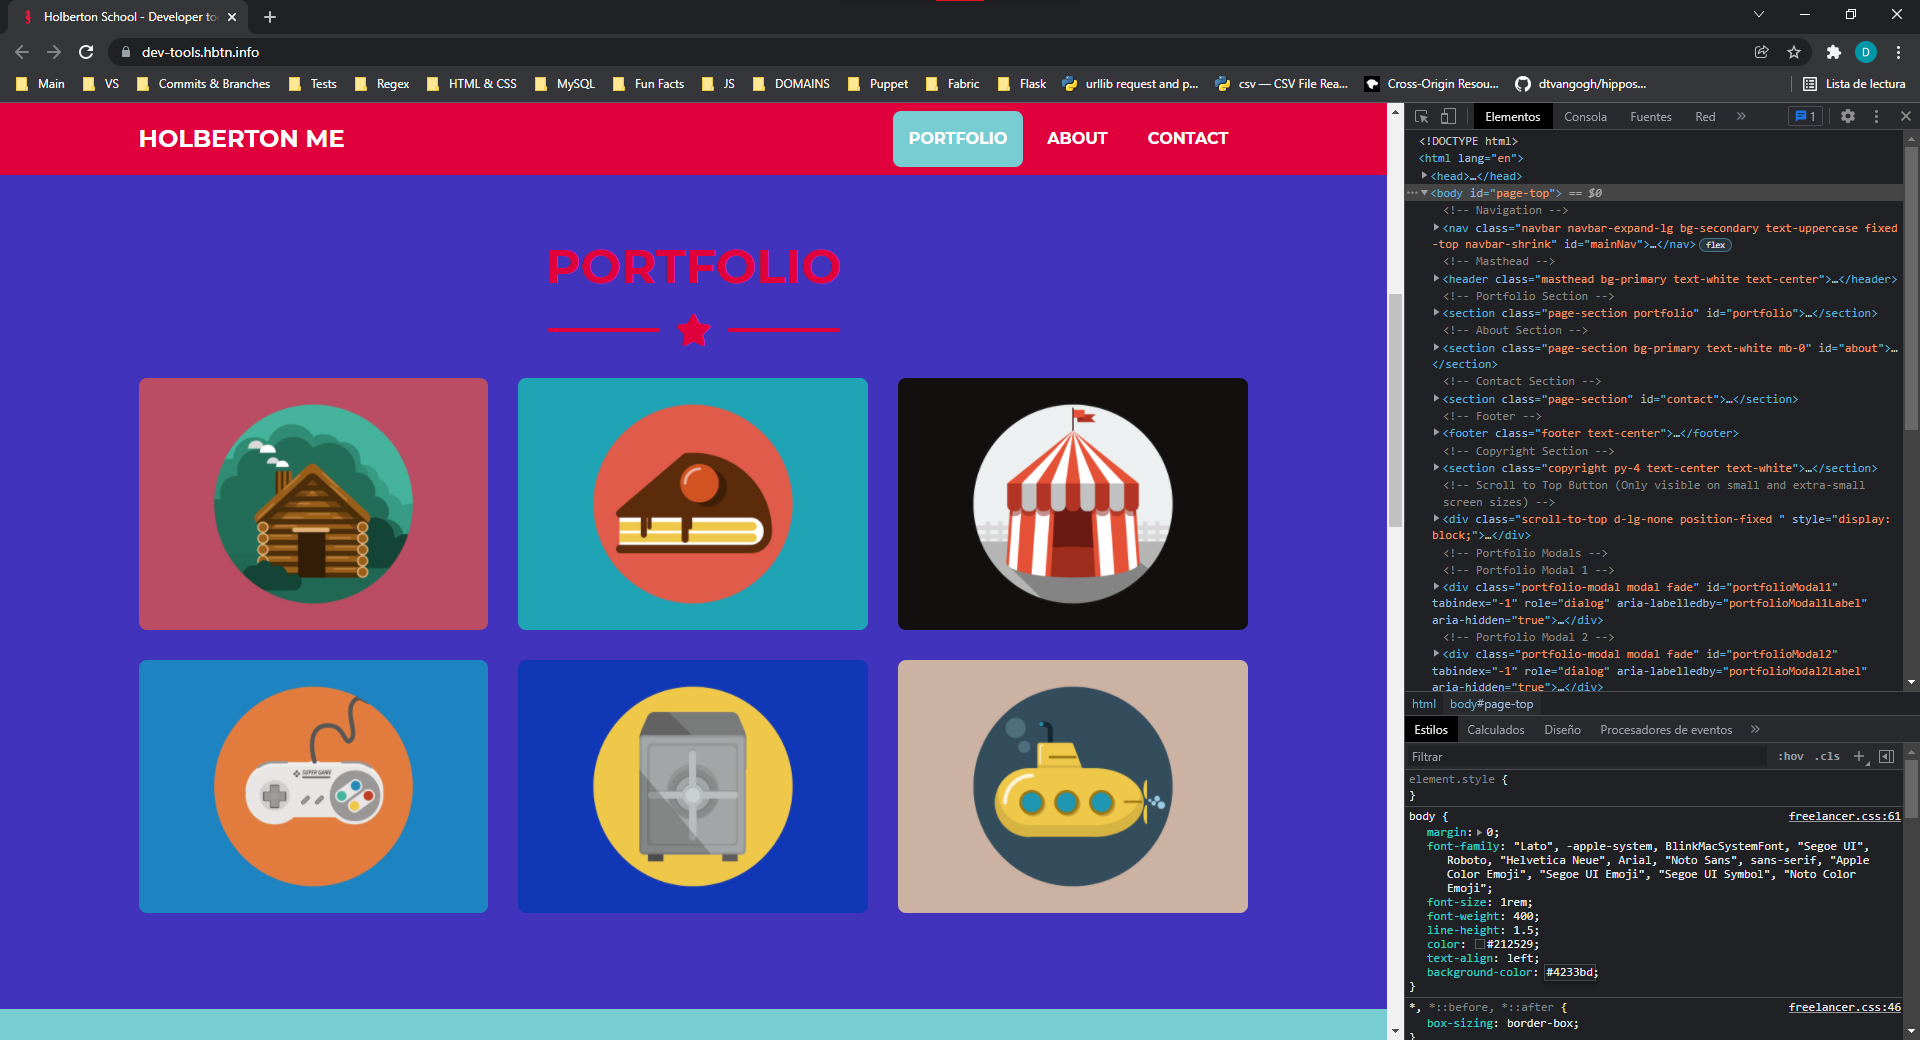 Holberton School - Developer to
dev-tools.hbtn.info
D
Main VS Commits & Branches Tests Regex HTML & CSS MySQL Fun Facts JS DOMAINS Puppet Fabric Flask urllib request and p... csv — CSV File Rea... Cross-Origin Resou... dtvangogh/hippos... Lista de lectura
HOLBERTON ME
PORTFOLIO ABOUT CONTACT
PORTFOLIO
SUPER GAME
Elementos Consola Fuentes Red » 1
<!DOCTYPE html>
<html lang="en">
<head>…</head>
<body id="page-top"> == $0
<!-- Navigation -->
<nav class="navbar navbar-expand-lg bg-secondary text-uppercase fixed
-top navbar-shrink" id="mainNav">…</nav> flex
<!-- Masthead -->
<header class="masthead bg-primary text-white text-center">…</header>
<!-- Portfolio Section -->
<section class="page-section portfolio" id="portfolio">…</section>
<!-- About Section -->
<section class="page-section bg-primary text-white mb-0" id="about">…
</section>
<!-- Contact Section -->
<section class="page-section" id="contact">…</section>
<!-- Footer -->
<footer class="footer text-center">…</footer>
<!-- Copyright Section -->
<section class="copyright py-4 text-center text-white">…</section>
<!-- Scroll to Top Button (Only visible on small and extra-small
screen sizes) -->
<div class="scroll-to-top d-lg-none position-fixed " style="display:
block;">…</div>
<!-- Portfolio Modals -->
<!-- Portfolio Modal 1 -->
<div class="portfolio-modal modal fade" id="portfolioModal1"
tabindex="-1" role="dialog" aria-labelledby="portfolioModal1Label"
aria-hidden="true">…</div>
<!-- Portfolio Modal 2 -->
<div class="portfolio-modal modal fade" id="portfolioModal2"
tabindex="-1" role="dialog" aria-labelledby="portfolioModal2Label"
aria-hidden="true">…</div>
html body#page-top
Estilos Calculados Diseño Procesadores de eventos »
Filtrar :hov .cls +
element.style {
}
body { freelancer.css:61
margin: 0;
font-family: "Lato", -apple-system, BlinkMacSystemFont, "Segoe UI",
Roboto, "Helvetica Neue", Arial, "Noto Sans", sans-serif, "Apple
Color Emoji", "Segoe UI Emoji", "Segoe UI Symbol", "Noto Color
Emoji";
font-size: 1rem;
font-weight: 400;
line-height: 1.5;
color: #212529;
text-align: left;
background-color: #4233bd;
}
*, *::before, *::after { freelancer.css:46
box-sizing: border-box;
}